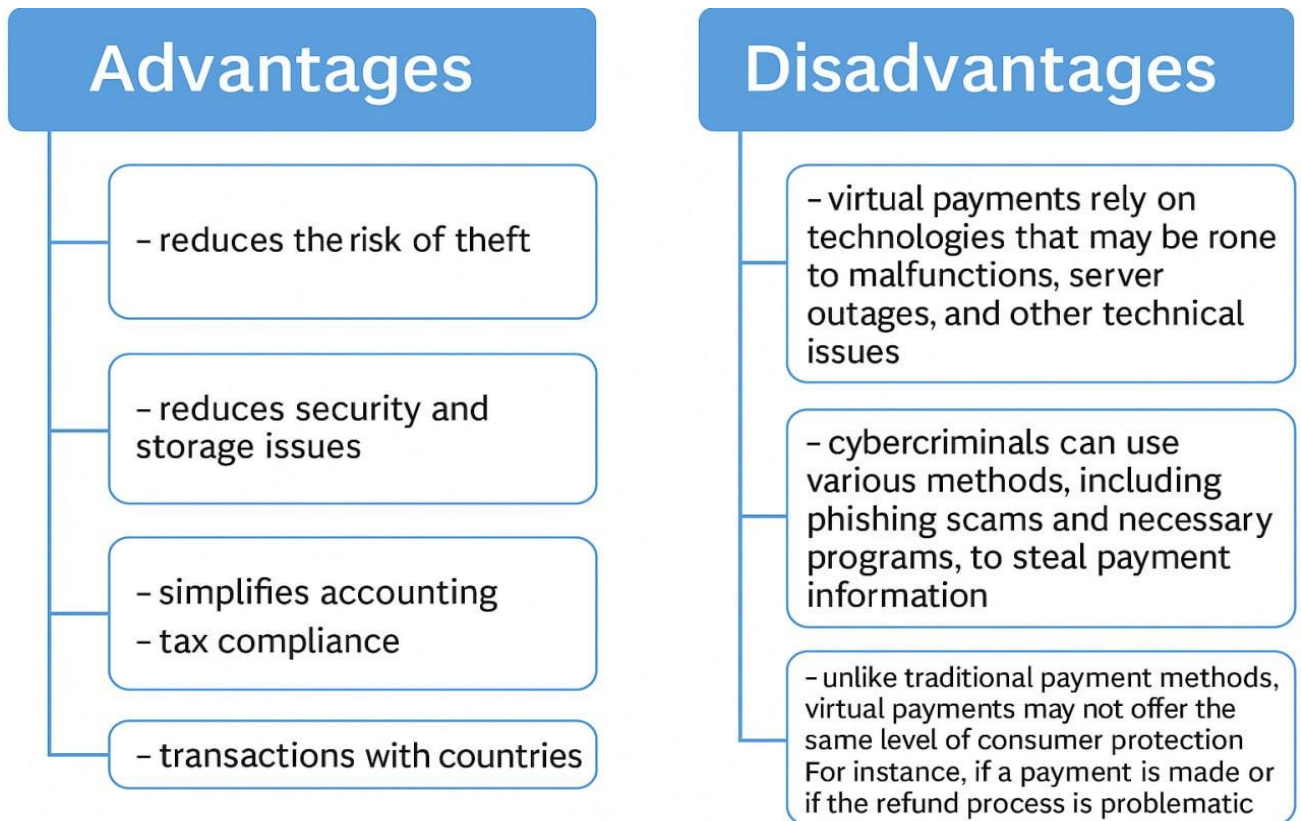 Advantages
– reduces the risk of theft
– reduces security and
storage issues
– simplifies accounting
– tax compliance
– transactions with countries
Disadvantages
– virtual payments rely on
technologies that may be rone
to malfunctions, server
outages, and other technical
issues
– cybercriminals can use
various methods, including
phishing scams and necessary
programs, to steal payment
information
– unlike traditional payment methods,
virtual payments may not offer the
same level of consumer protection
For instance, if a payment is made or
if the refund process is problematic